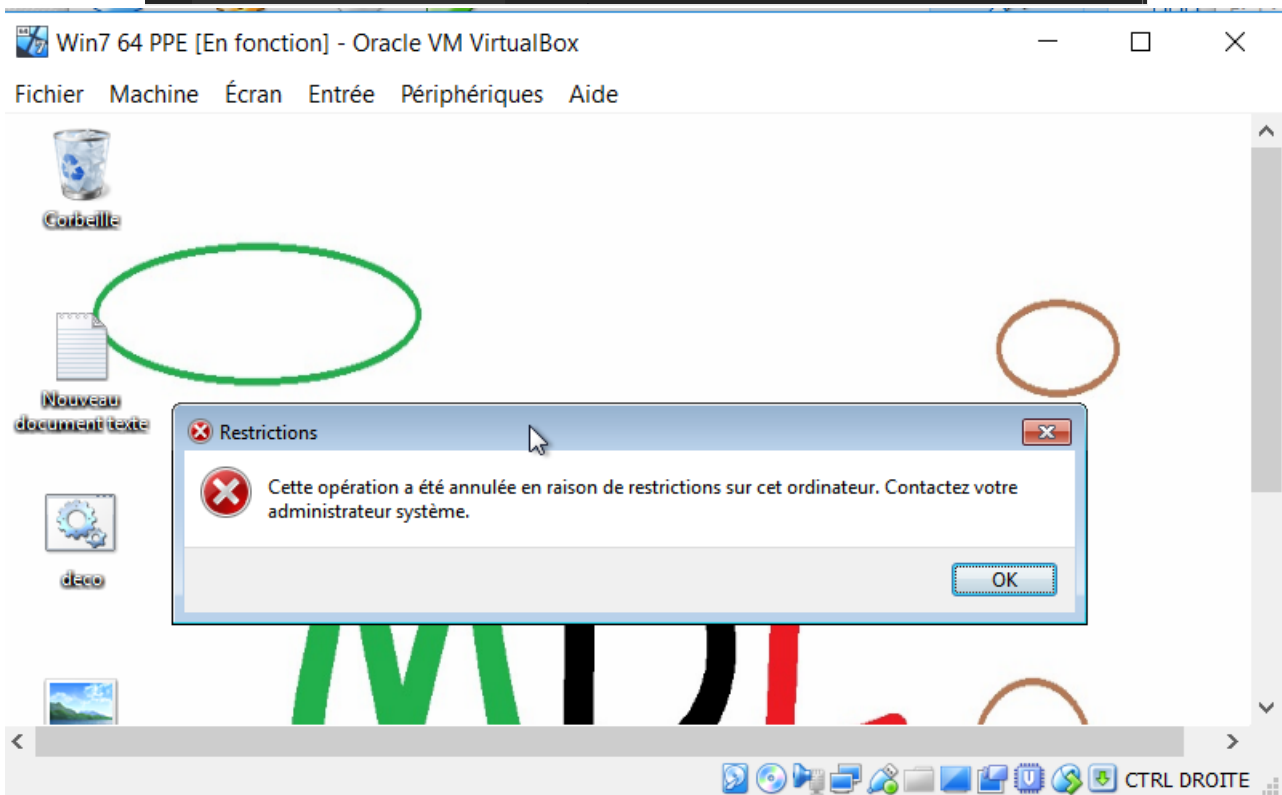 Win7 64 PPE [En fonction] - Oracle VM VirtualBox
Fichier Machine Écran Entrée Périphériques Aide
Corbeille
Nouveau
document texte
Restrictions
Cette opération a été annulée en raison de restrictions sur cet ordinateur. Contactez votre
administrateur système.
OK
deco
CTRL DROITE